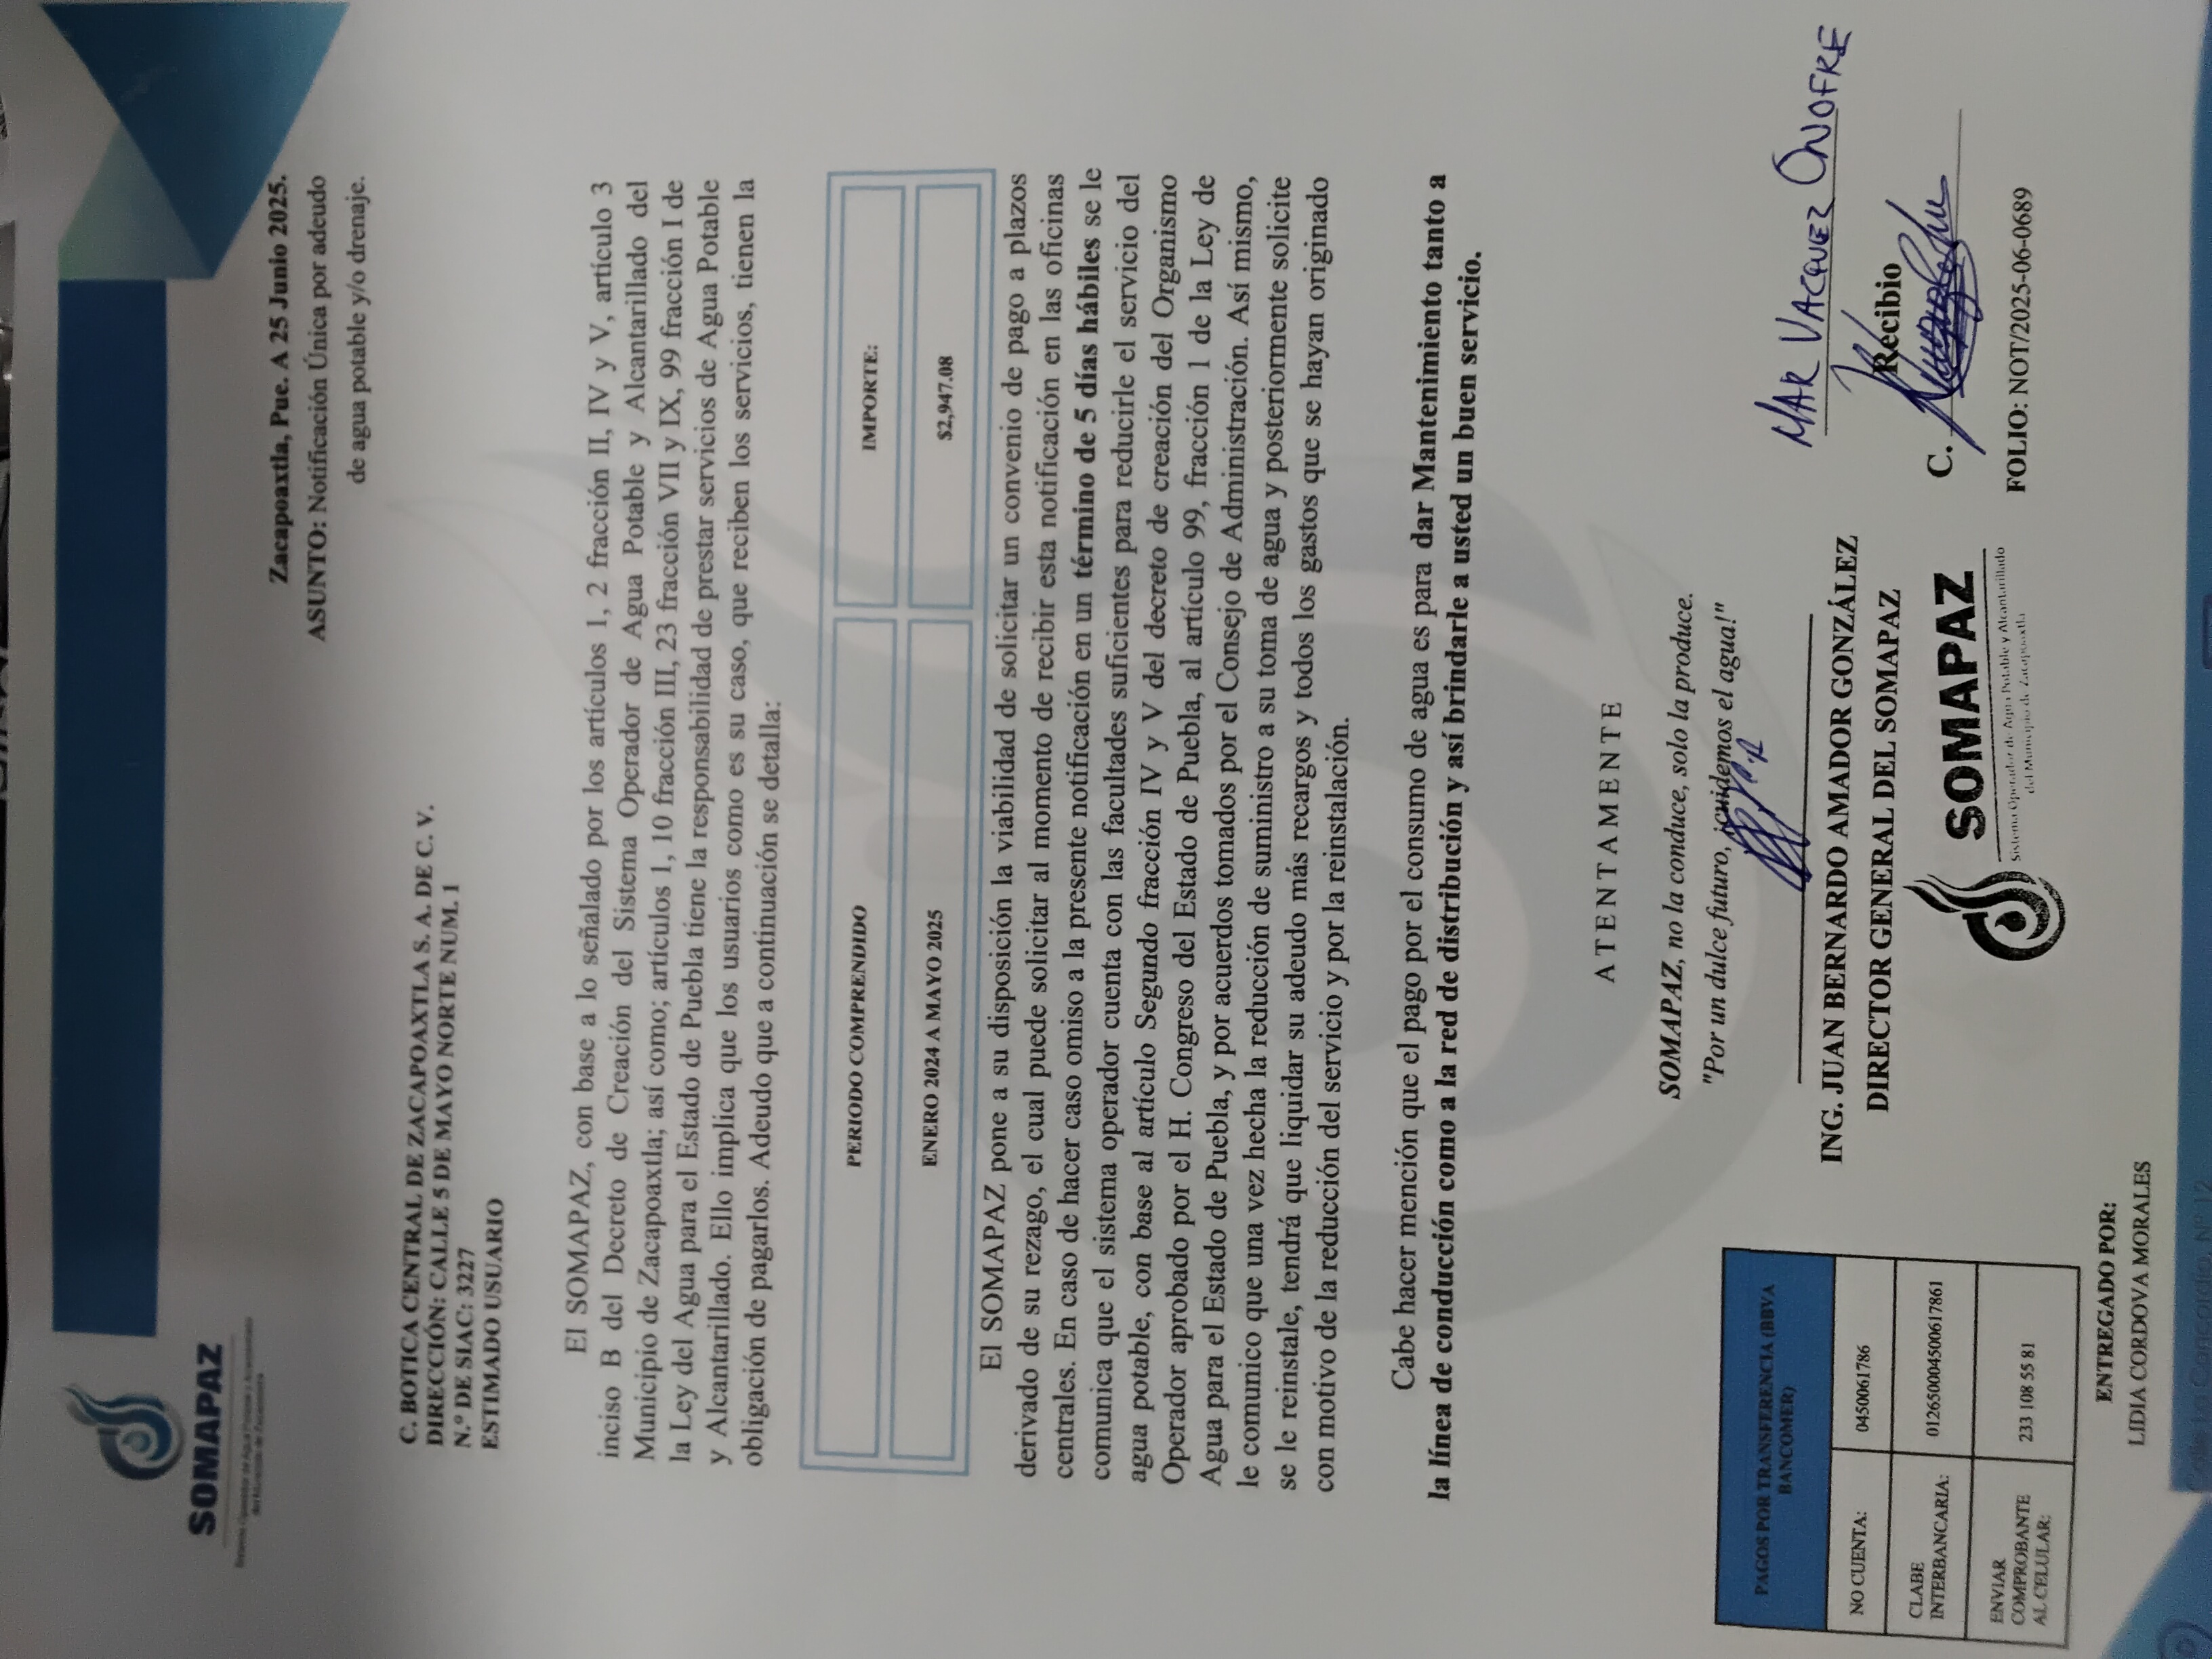 SOMAPAZ
Sistema Operador de Agua Potable y Alcantarillado
del Municipio de Zacapoaxtla
Zacapoaxtla, Pue. A 25 Junio 2025.
ASUNTO: Notificación Única por adeudo
de agua potable y/o drenaje.
C. BOTICA CENTRAL DE ZACAPOAXTLA S. A. DE C. V.
DIRECCIÓN: CALLE 5 DE MAYO NORTE NUM. 1
N.º DE SIAC: 3227
ESTIMADO USUARIO
El SOMAPAZ, con base a lo señalado por los artículos 1, 2 fracción II, IV y V, artículo 3
inciso B del Decreto de Creación del Sistema Operador de Agua Potable y Alcantarillado del
Municipio de Zacapoaxtla; así como; artículos 1, 10 fracción III, 23 fracción VII y IX, 99 fracción I de
la Ley del Agua para el Estado de Puebla tiene la responsabilidad de prestar servicios de Agua Potable
y Alcantarillado. Ello implica que los usuarios como es su caso, que reciben los servicios, tienen la
obligación de pagarlos. Adeudo que a continuación se detalla:
PERIODO COMPRENDIDO
IMPORTE:
ENERO 2024 A MAYO 2025
$2,947.08
El SOMAPAZ pone a su disposición la viabilidad de solicitar un convenio de pago a plazos
derivado de su rezago, el cual puede solicitar al momento de recibir esta notificación en las oficinas
centrales. En caso de hacer caso omiso a la presente notificación en un término de 5 días hábiles se le
comunica que el sistema operador cuenta con las facultades suficientes para reducirle el servicio del
agua potable, con base al artículo Segundo fracción IV y V del decreto de creación del Organismo
Operador aprobado por el H. Congreso del Estado de Puebla, al artículo 99, fracción 1 de la Ley de
Agua para el Estado de Puebla, y por acuerdos tomados por el Consejo de Administración. Así mismo,
le comunico que una vez hecha la reducción de suministro a su toma de agua y posteriormente solicite
se le reinstale, tendrá que liquidar su adeudo más recargos y todos los gastos que se hayan originado
con motivo de la reducción del servicio y por la reinstalación.
Cabe hacer mención que el pago por el consumo de agua es para dar Mantenimiento tanto a
la línea de conducción como a la red de distribución y así brindarle a usted un buen servicio.
ATENTAMENTE
SOMAPAZ, no la conduce, solo la produce.
"Por un dulce futuro, ¡cuidemos el agua!"
ING. JUAN BERNARDO AMADOR GONZÁLEZ
DIRECTOR GENERAL DEL SOMAPAZ
SOMAPAZ
Sistema Operador de Agua Potable y Alcantarillado
del Municipio de Zacapoaxtla
MAR VACQUEZ ONOFRE
Recibio
C.
FOLIO: NOT/2025-06-0689
PAGOS POR TRANSFERENCIA (BBVA
BANCOMER)
NO CUENTA:
0450061786
CLABE
INTERBANCARIA:
012650004500617861
ENVIAR
COMPROBANTE
AL CELULAR:
233 108 55 81
ENTREGADO POR:
LIDIA CORDOVA MORALES
Calle La Concordia, Nº 12